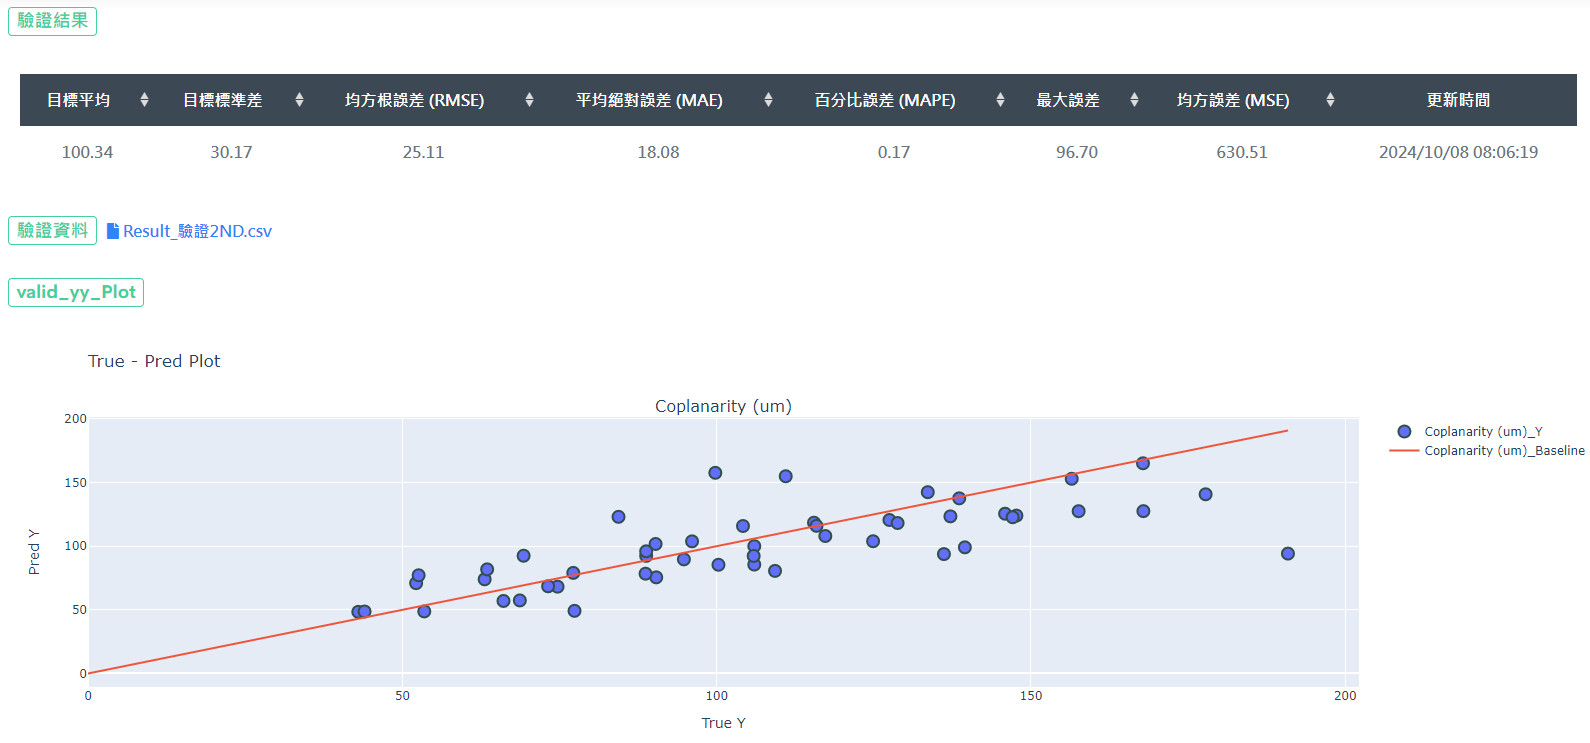 驗證結果
目標平均 目標標準差 均方根誤差 (RMSE) 平均絕對誤差 (MAE) 百分比誤差 (MAPE) 最大誤差 均方誤差 (MSE) 更新時間
100.34 30.17 25.11 18.08 0.17 96.70 630.51 2024/10/08 08:06:19
驗證資料 Result_驗證2ND.csv
valid_yy_Plot
True - Pred Plot
Coplanarity (um)
200
150
100
50
0
Pred Y
0 50 100 150 200
True Y
Coplanarity (um)_Y
Coplanarity (um)_Baseline